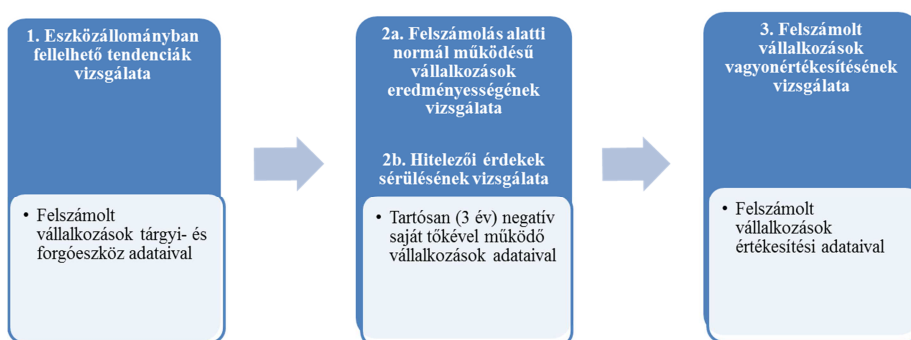 1. Eszközállományban
fellelhető tendenciák
vizsgálata
• Felszámolt
vállalkozások tárgyi- és
forgóeszköz adataival
2a. Felszámolás alatti
normál működésű
vállalkozások
eredményességének
vizsgálata
2b. Hitelezői érdekek
sérülésének vizsgálata
• Tartósan (3 év) negatív
saját tőkével működő
vállalkozások adataival
3. Felszámolt
vállalkozások
vagyonértékesítésének
vizsgálata
• Felszámolt
vállalkozások
értékesítési adataival